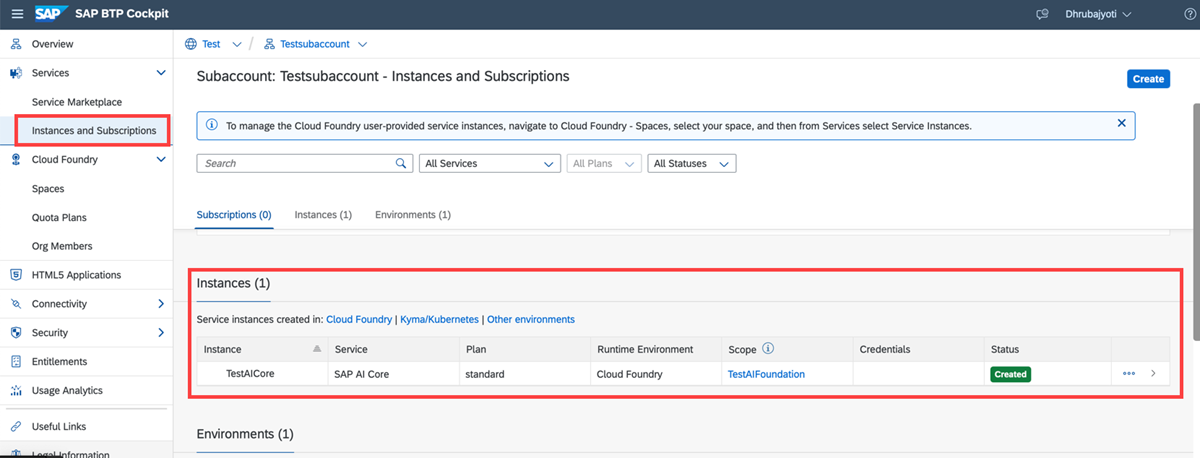 SAP SAP BTP Cockpit Dhrubajyoti
Overview
Services
Service Marketplace
Instances and Subscriptions
Cloud Foundry
Spaces
Quota Plans
Org Members
HTML5 Applications
Connectivity
Security
Entitlements
Usage Analytics
Useful Links
Legal Information
Test / Testsubaccount
Subaccount: Testsubaccount - Instances and Subscriptions
Create
To manage the Cloud Foundry user-provided service instances, navigate to Cloud Foundry - Spaces, select your space, and then from Services select Service Instances.
Search All Services All Plans All Statuses
Subscriptions (0) Instances (1) Environments (1)
Instances (1)
Service instances created in: Cloud Foundry | Kyma/Kubernetes | Other environments
Instance Service Plan Runtime Environment Scope Credentials Status
TestAICore SAP AI Core standard Cloud Foundry TestAIFoundation Created
Environments (1)